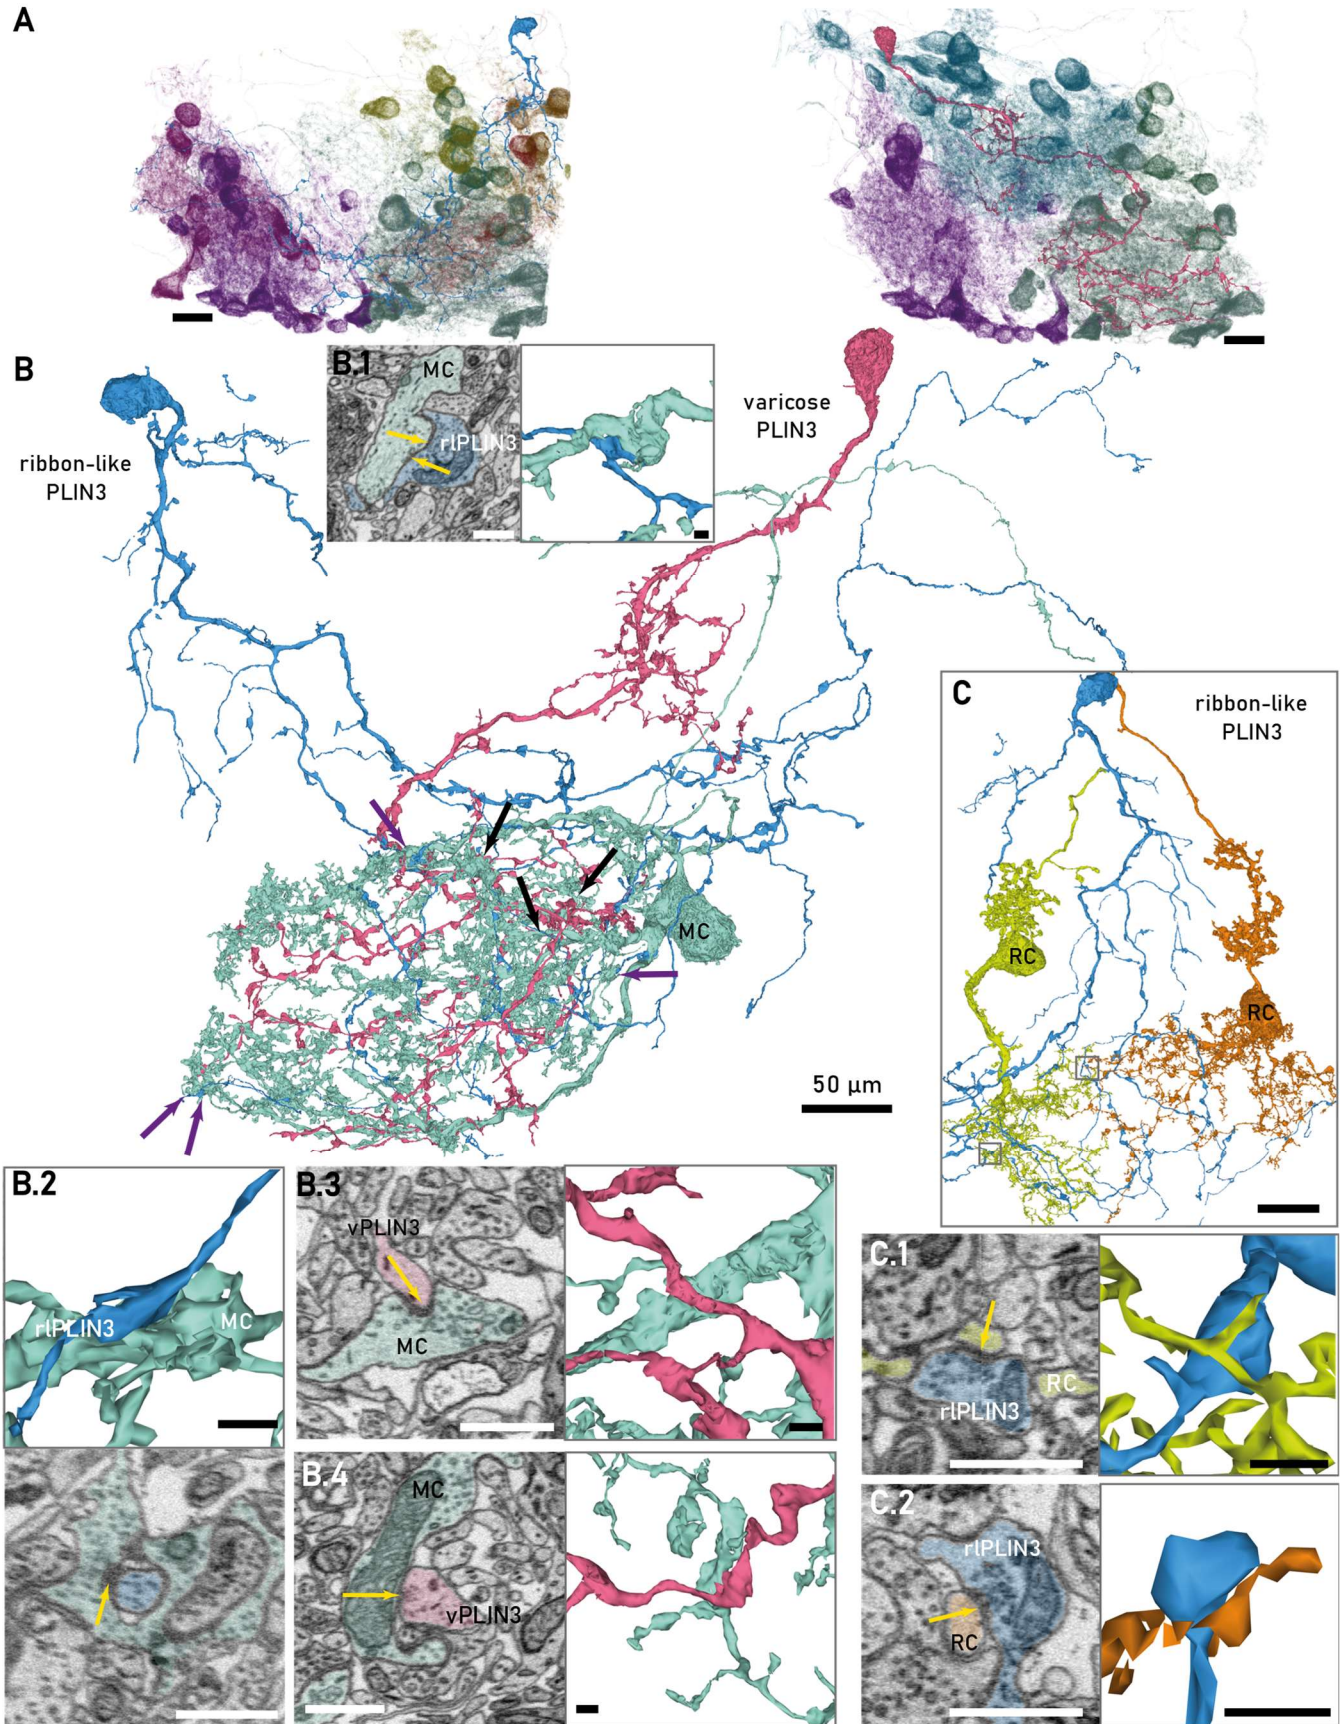 A
B
B.1
MC
rlPLIN3
varicose
PLIN3
ribbon-like
PLIN3
C
ribbon-like
PLIN3
RC
RC
MC
50 µm
B.2
rlPLIN3
MC
B.3
vPLIN3
MC
B.4
MC
vPLIN3
C.1
RC
rlPLIN3
C.2
rlPLIN3
RC